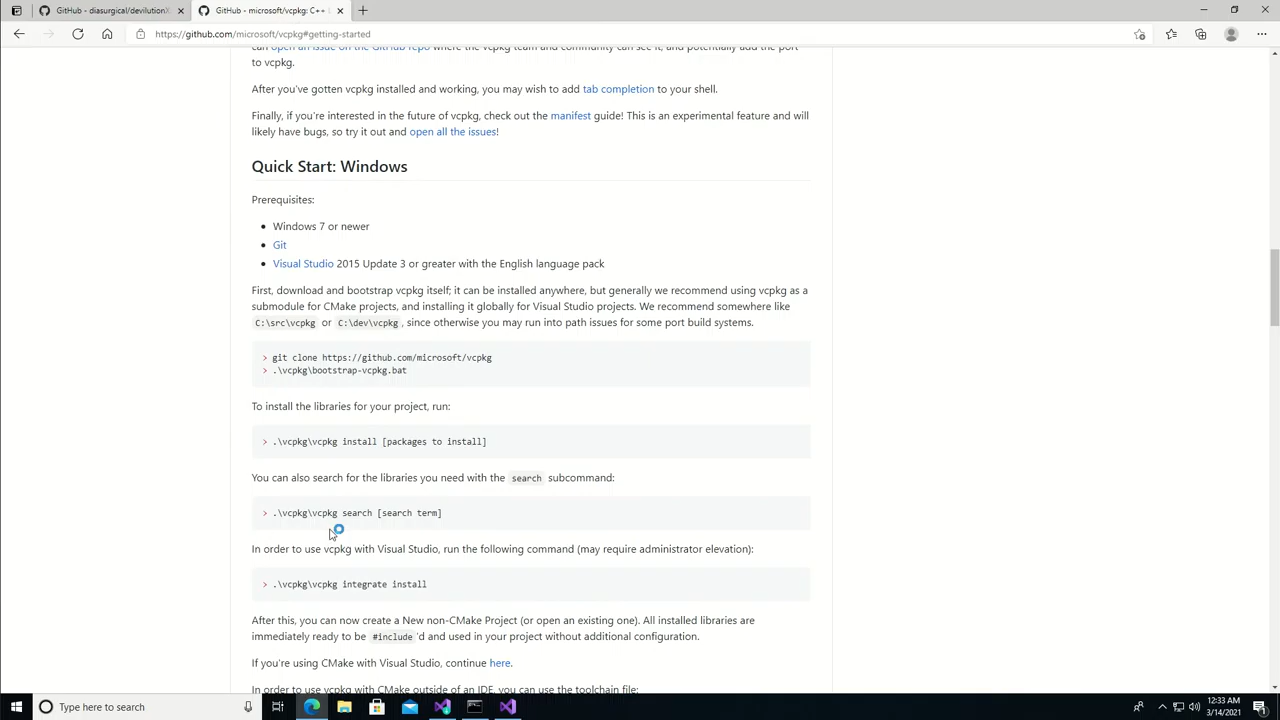 GitHub - diasurgical/devilutionX
GitHub - microsoft/vcpkg: C++ L
https://github.com/microsoft/vcpkg#getting-started
can open an issue on the GitHub repo where the vcpkg team and community can see it, and potentially add the port
to vcpkg.
After you've gotten vcpkg installed and working, you may wish to add tab completion to your shell.
Finally, if you're interested in the future of vcpkg, check out the manifest guide! This is an experimental feature and will
likely have bugs, so try it out and open all the issues!
Quick Start: Windows
Prerequisites:
• Windows 7 or newer
• Git
• Visual Studio 2015 Update 3 or greater with the English language pack
First, download and bootstrap vcpkg itself; it can be installed anywhere, but generally we recommend using vcpkg as a
submodule for CMake projects, and installing it globally for Visual Studio projects. We recommend somewhere like
C:\src\vcpkg or C:\dev\vcpkg, since otherwise you may run into path issues for some port build systems.
> git clone https://github.com/microsoft/vcpkg
> .\vcpkg\bootstrap-vcpkg.bat
To install the libraries for your project, run:
> .\vcpkg\vcpkg install [packages to install]
You can also search for the libraries you need with the search subcommand:
> .\vcpkg\vcpkg search [search term]
In order to use vcpkg with Visual Studio, run the following command (may require administrator elevation):
> .\vcpkg\vcpkg integrate install
After this, you can now create a New non-CMake Project (or open an existing one). All installed libraries are
immediately ready to be #include'd and used in your project without additional configuration.
If you're using CMake with Visual Studio, continue here.
In order to use vcpkg with CMake outside of an IDE, you can use the toolchain file:
Type here to search
12:33 AM
3/14/2021